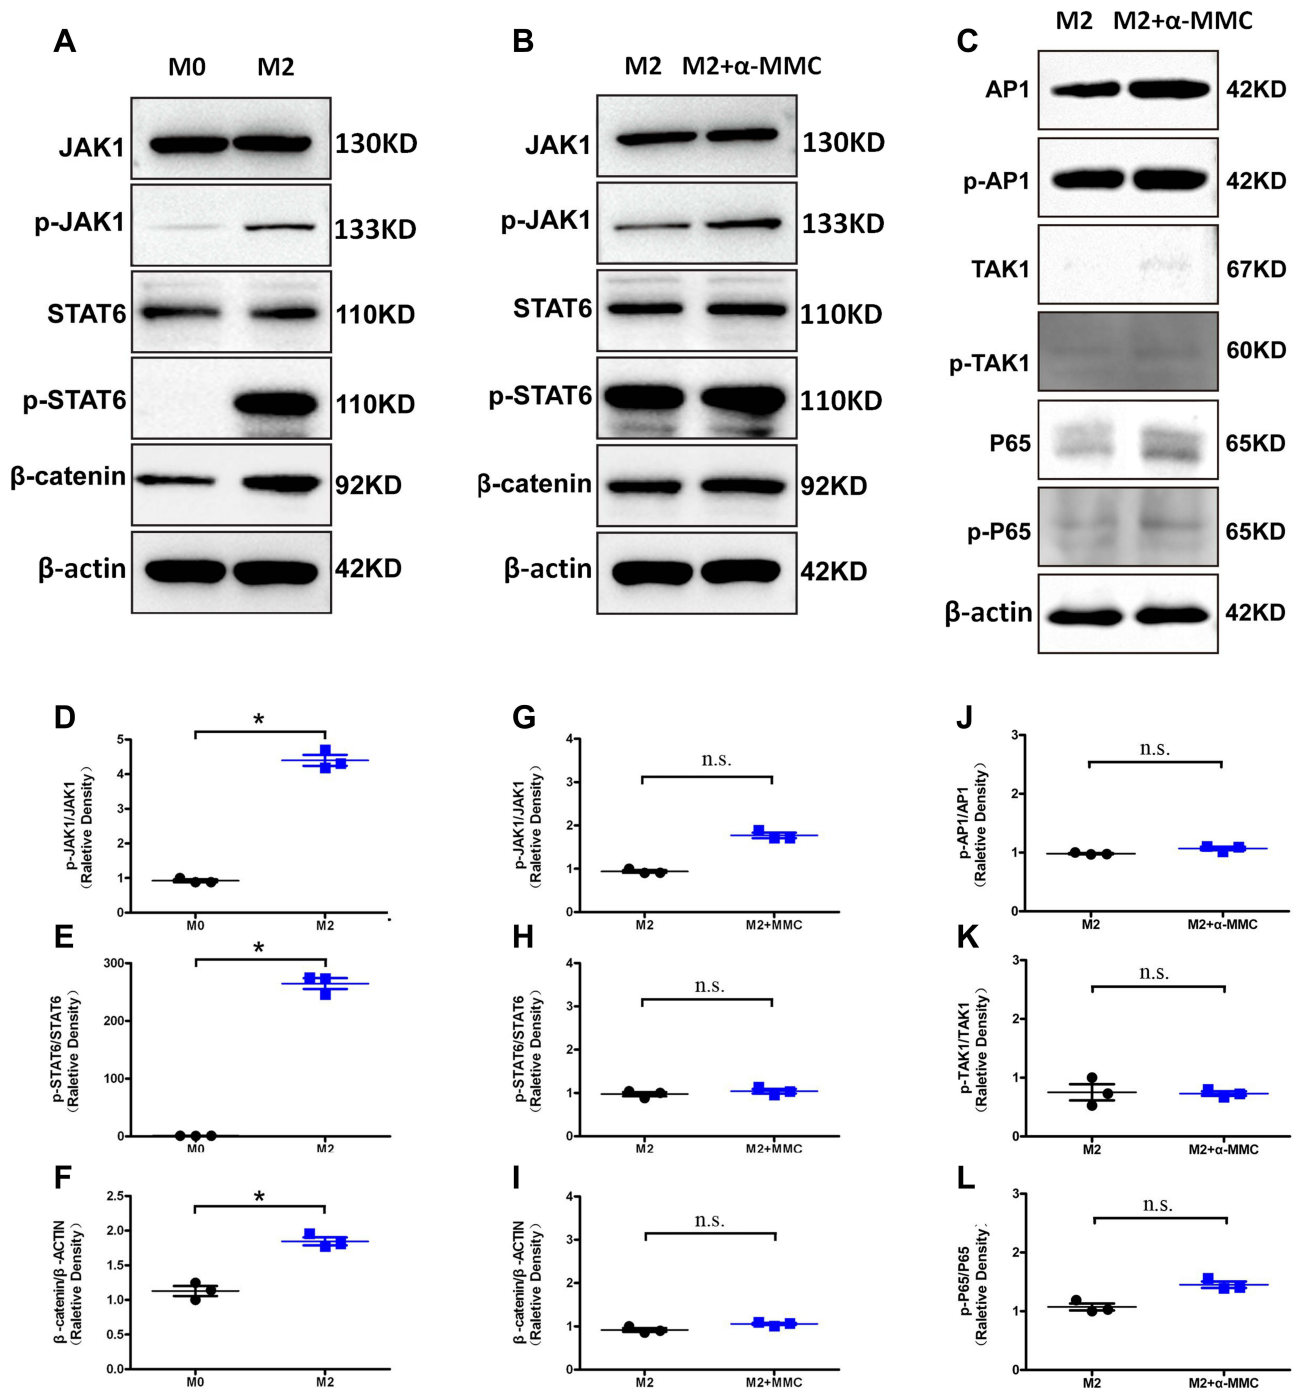 A
M0 M2
JAK1 130KD
p-JAK1 133KD
STAT6 110KD
p-STAT6 110KD
β-catenin 92KD
β-actin 42KD
B
M2 M2+α-MMC
JAK1 130KD
p-JAK1 133KD
STAT6 110KD
p-STAT6 110KD
β-catenin 92KD
β-actin 42KD
C
M2 M2+α-MMC
AP1 42KD
p-AP1 42KD
TAK1 67KD
p-TAK1 60KD
P65 65KD
p-P65 65KD
β-actin 42KD
D
*
p-JAK1/JAK1
(Raletive Density)
5
4
3
2
1
0
M0 M2
G
n.s.
p-JAK1/JAK1
(Raletive Density)
4
3
2
1
0
M2 M2+MMC
J
n.s.
p-AP1/AP1
(Raletive Density)
3
2
1
0
M2 M2+α-MMC
E
*
p-STAT6/STAT6
(Raletive Density)
300
200
100
0
M0 M2
H
n.s.
p-STAT6/STAT6
(Raletive Density)
4
3
2
1
0
M2 M2+MMC
K
n.s.
p-TAK1/TAK1
(Raletive Density)
3
2
1
0
M2 M2+α-MMC
F
*
β-catenin/β-ACTIN
(Raletive Density)
2.5
2.0
1.5
1.0
0.5
0.0
M0 M2
I
n.s.
β-catenin/β-ACTIN
(Raletive Density)
4
3
2
1
0
M2 M2+MMC
L
n.s.
p-P65/P65
(Raletive Density)
3
2
1
0
M2 M2+α-MMC